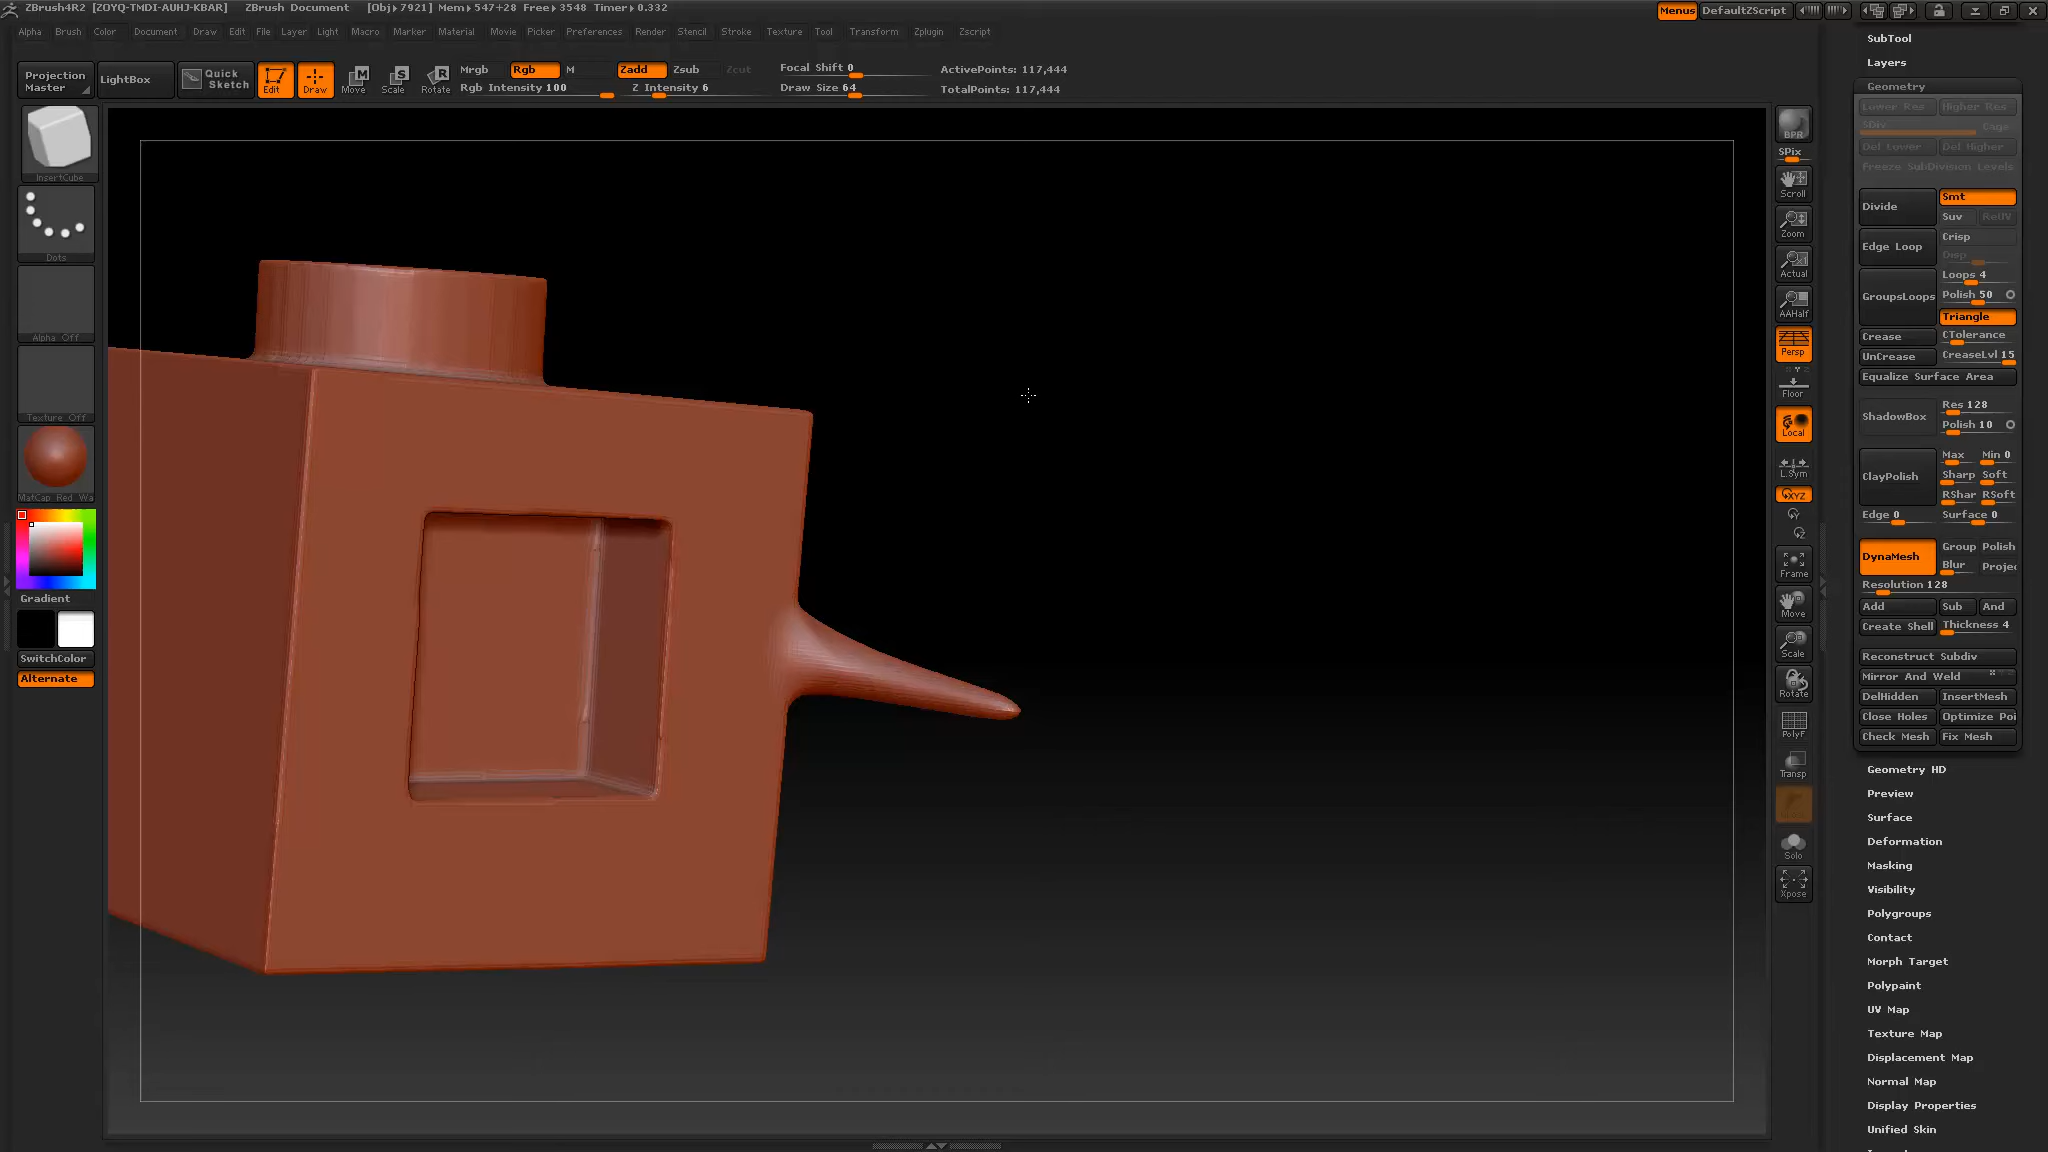 ZBrush4R2 [ZOYQ-TMDI-AUHJ-KBAR] ZBrush Document [Obj▸7921] Mem▸547+28 Free▸3548 Timer▸0.332 Menus DefaultZScript
Alpha Brush Color Document Draw Edit File Layer Light Macro Marker Material Movie Picker Preferences Render Stencil Stroke Texture Tool Transform Zplugin Zscript
Projection Master
LightBox
Quick Sketch
Edit
Draw
Move
Scale
Rotate
Mrgb Rgb M
Rgb Intensity 100
Zadd Zsub Zcut
Z Intensity 6
Focal Shift 0
Draw Size 64
ActivePoints: 117,444
TotalPoints: 117,444
InsertCube
Dots
Alpha Off
Texture Off
MatCap Red Wa
Gradient
SwitchColor
Alternate
BPR
SPix
Scroll
Zoom
Actual
AAHalf
Persp
Floor
Local
L.Sym
XYZ
Frame
Move
Scale
Rotate
PolyF
Transp
Solo
Xpose
SubTool
Layers
Geometry
Lower Res Higher Res
SDiv Cage
Del Lower Del Higher
Freeze SubDivision Levels
Divide Smt
Suv ReUV
Edge Loop Crisp
Disp
Loops 4
GroupsLoops Polish 50
Triangle
Crease CTolerance
UnCrease CreaseLvl 15
Equalize Surface Area
ShadowBox Res 128
Polish 10
ClayPolish Max Min 0
Sharp Soft
RShar RSoft
Edge 0 Surface 0
DynaMesh Group Polish
Blur Projec
Resolution 128
Add Sub And
Create Shell Thickness 4
Reconstruct Subdiv
Mirror And Weld
DelHidden InsertMesh
Close Holes Optimize Poi
Check Mesh Fix Mesh
Geometry HD
Preview
Surface
Deformation
Masking
Visibility
Polygroups
Contact
Morph Target
Polypaint
UV Map
Texture Map
Displacement Map
Normal Map
Display Properties
Unified Skin